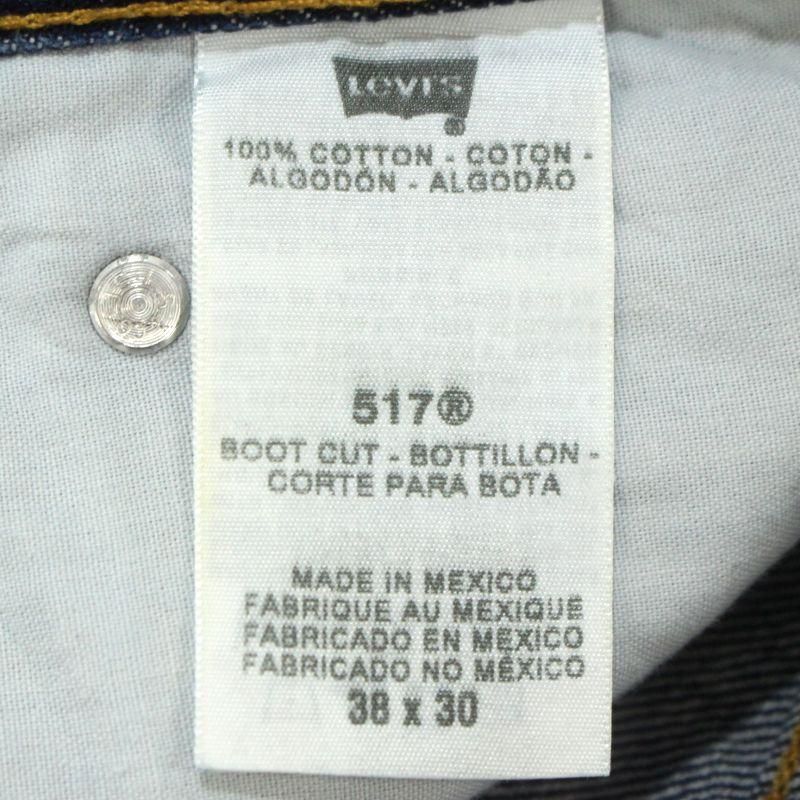 Levi's
®
100% COTTON - COTON -
ALGODÓN - ALGODÃO
517®
BOOT CUT - BOTTILLON -
CORTE PARA BOTA
MADE IN MEXICO
FABRIQUE AU MEXIQUE
FABRICADO EN MÉXICO
FABRICADO NO MÉXICO
38 x 30